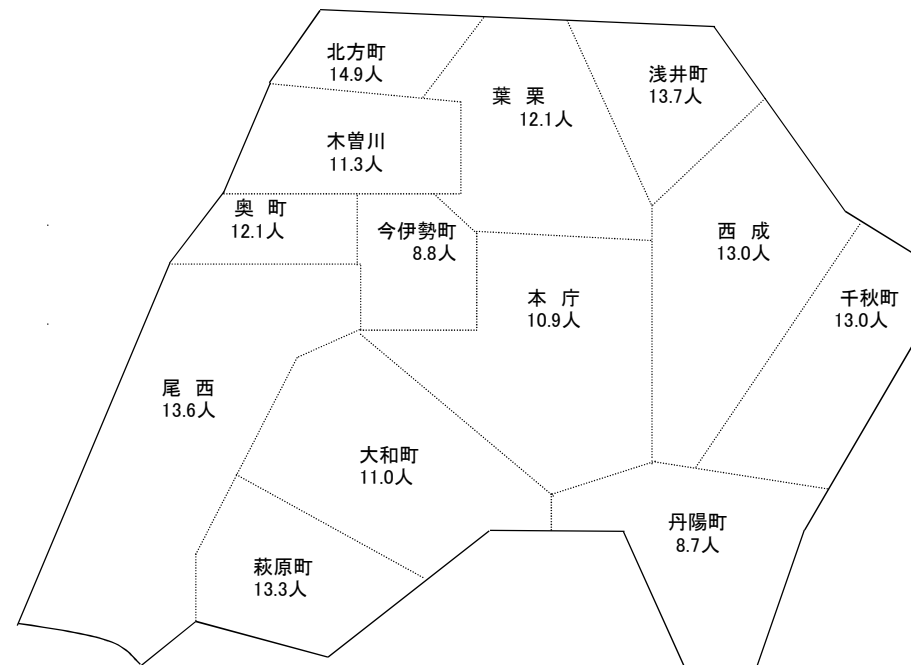 北方町
14.9人
浅井町
13.7人
葉 栗
12.1人
木曽川
11.3人
奥 町
12.1人
今伊勢町
8.8人
西 成
13.0人
千秋町
13.0人
本 庁
10.9人
尾 西
13.6人
大和町
11.0人
丹陽町
8.7人
萩原町
13.3人